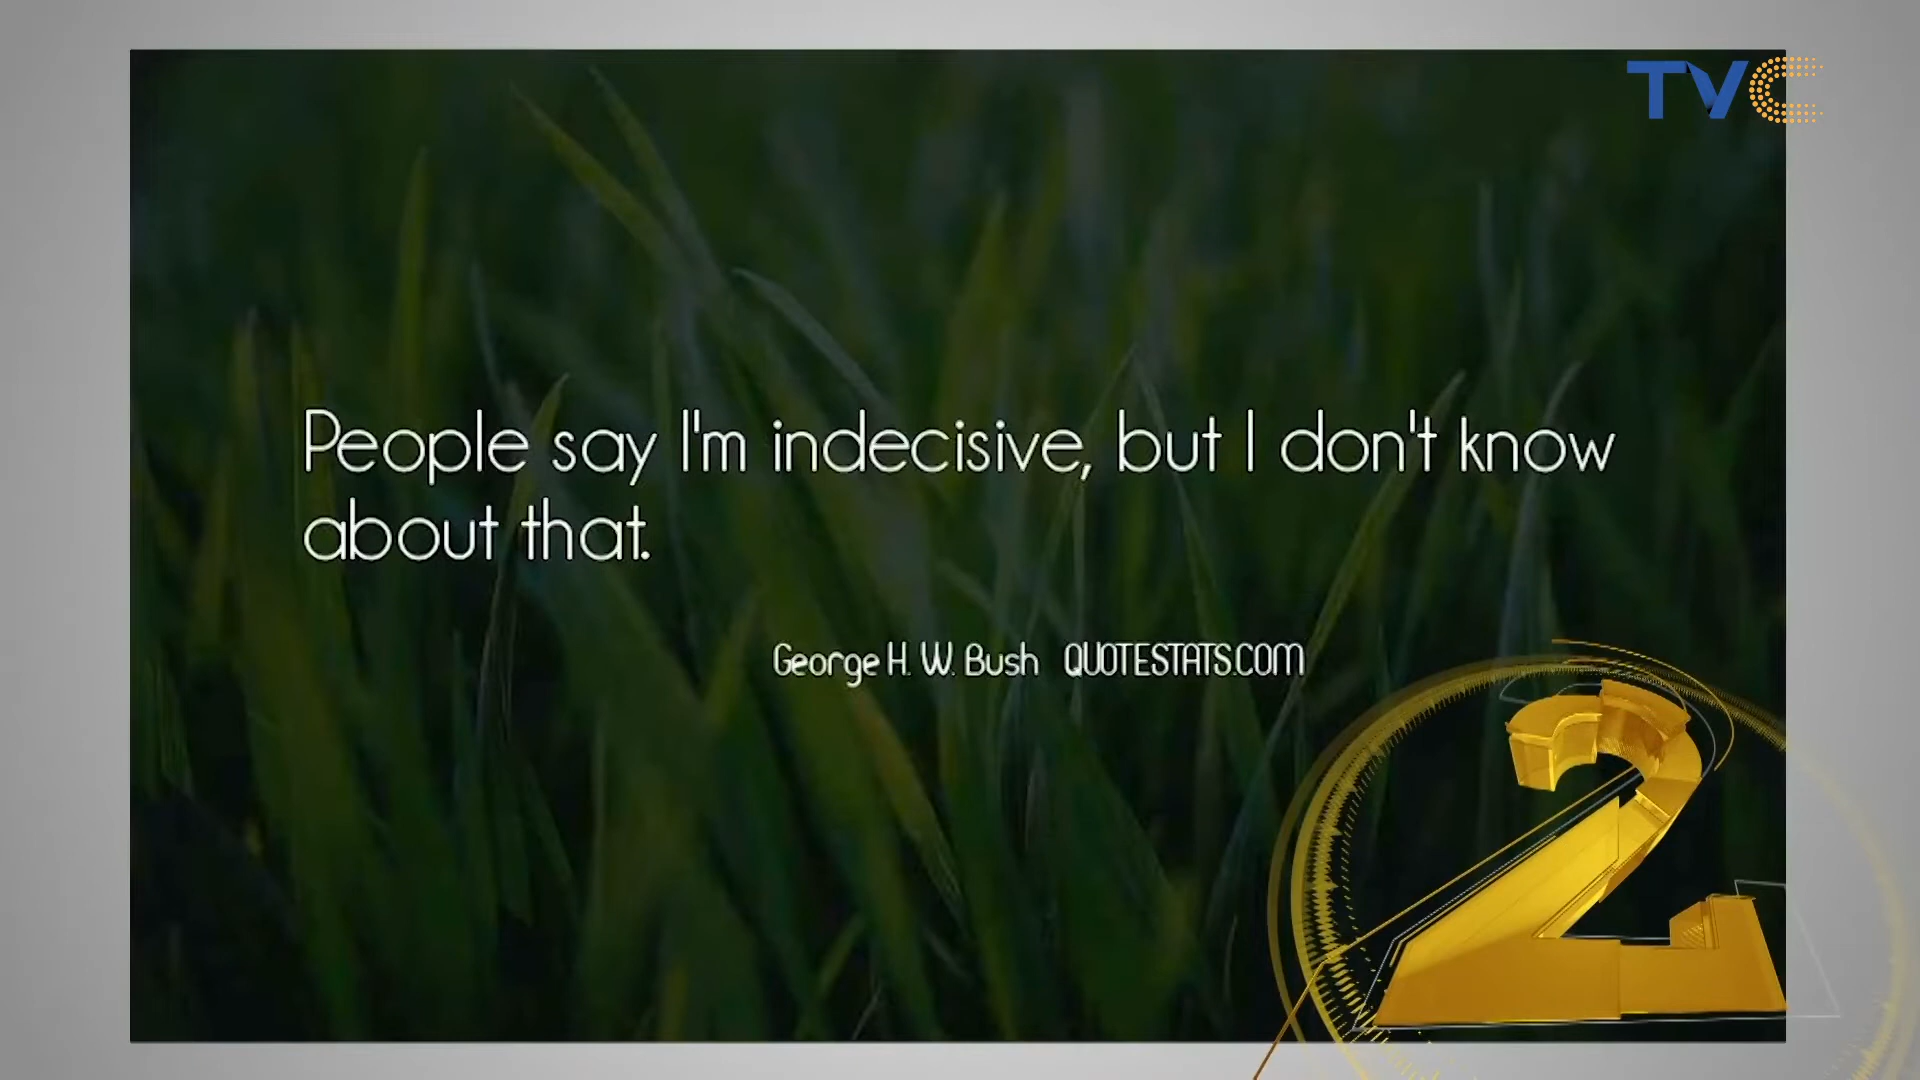 TVC
People say I'm indecisive, but I don't know
about that.
George H. W. Bush QUOTESTATS.COM
2